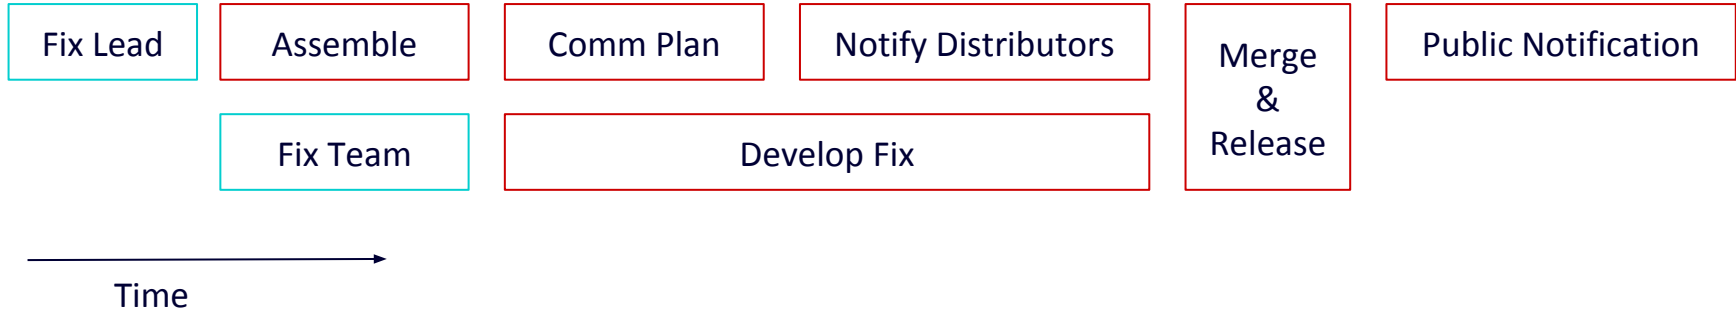 Fix Lead
Assemble
Comm Plan
Notify Distributors
Merge
&
Release
Public Notification
Fix Team
Develop Fix
Time